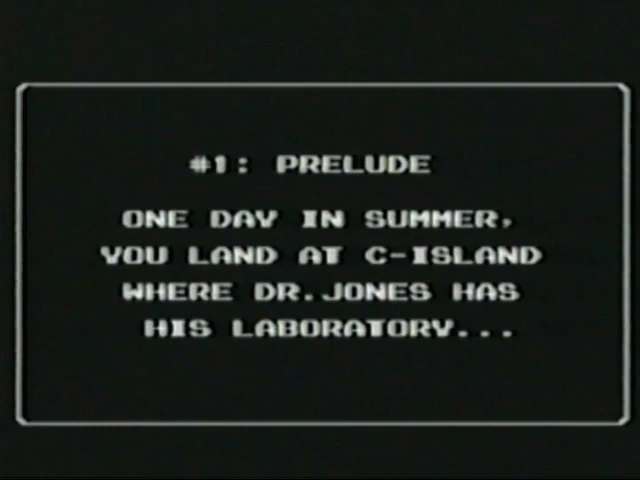 #1: PRELUDE
ONE DAY IN SUMMER,
YOU LAND AT C-ISLAND
WHERE DR.JONES HAS
HIS LABORATORY...